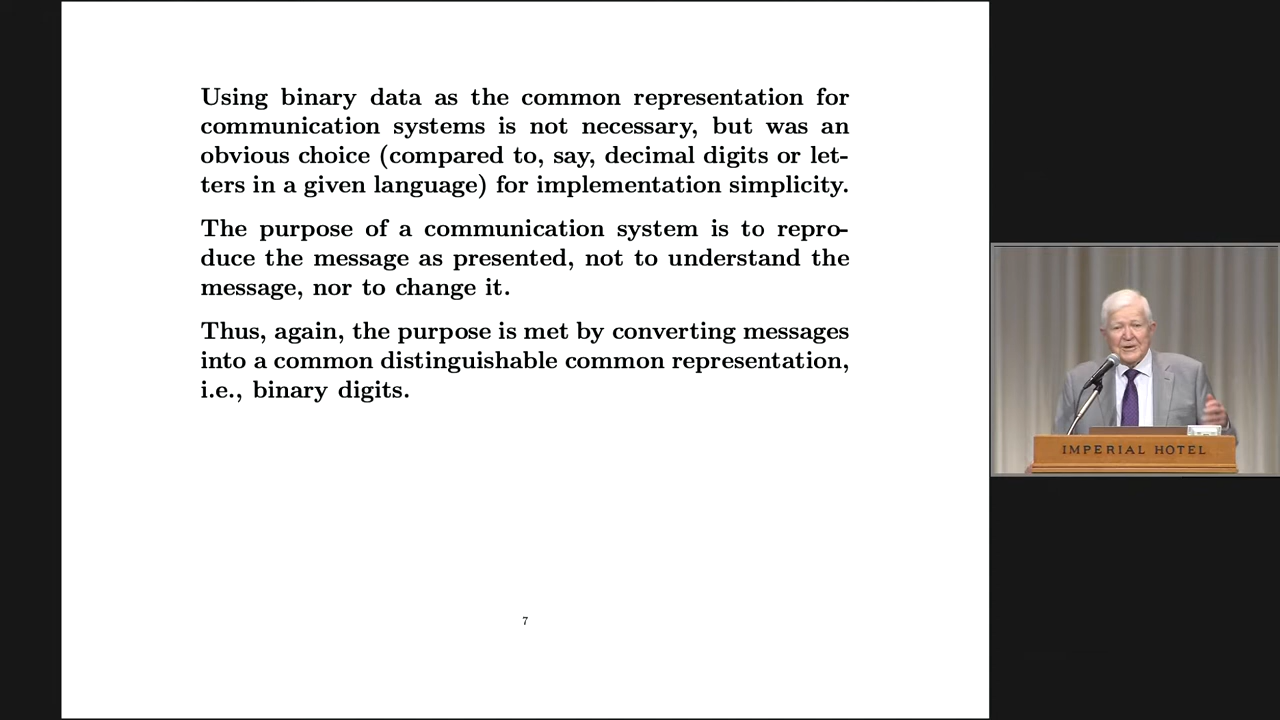 Using binary data as the common representation for
communication systems is not necessary, but was an
obvious choice (compared to, say, decimal digits or let-
ters in a given language) for implementation simplicity.
The purpose of a communication system is to repro-
duce the message as presented, not to understand the
message, nor to change it.
Thus, again, the purpose is met by converting messages
into a common distinguishable common representation,
i.e., binary digits.
7
IMPERIAL HOTEL